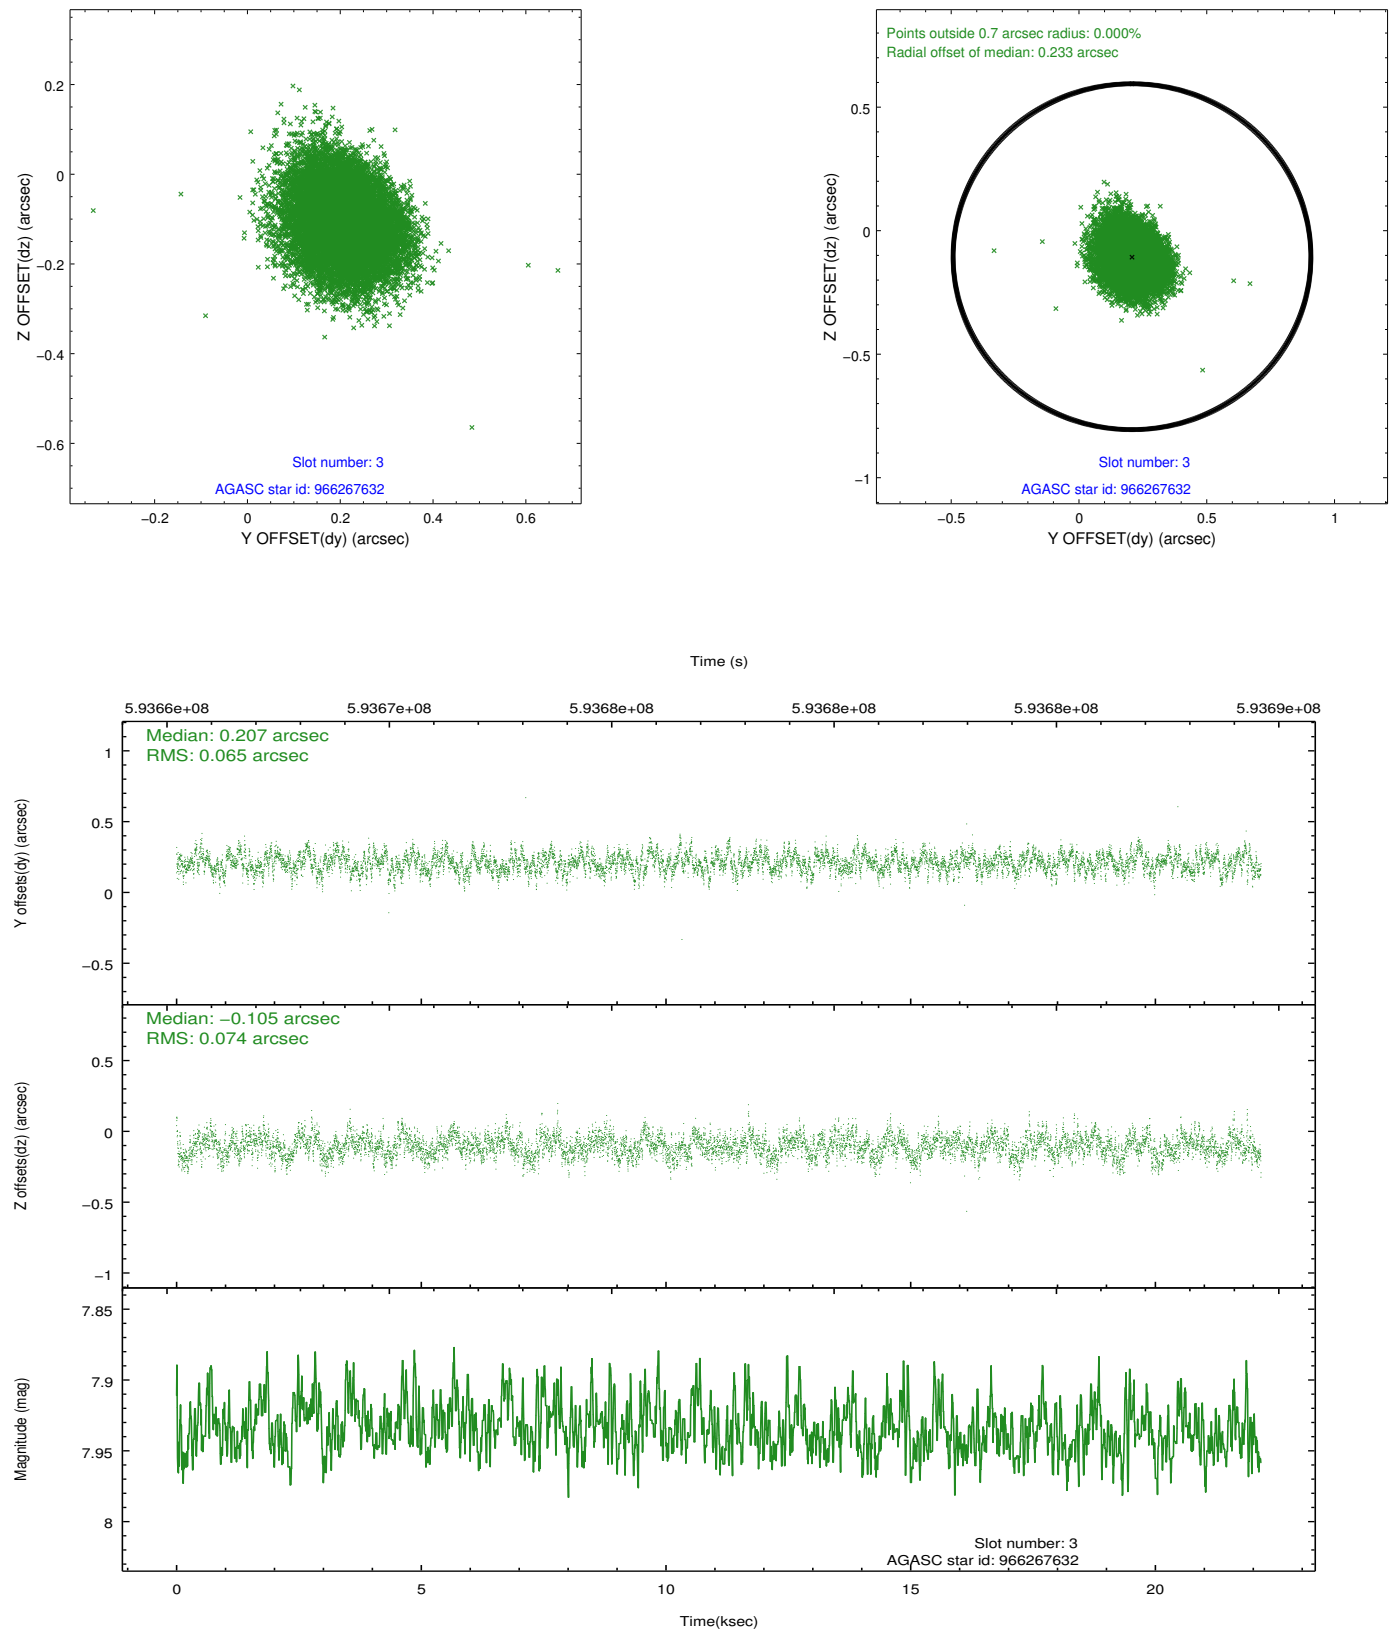 0.2
0
−0.2
−0.4
−0.6
Z OFFSET(dz) (arcsec)
Slot number: 3
AGASC star id: 966267632
−0.2
0
0.2
0.4
0.6
Y OFFSET(dy) (arcsec)
Points outside 0.7 arcsec radius: 0.000%
Radial offset of median: 0.233 arcsec
0.5
0
−0.5
−1
Z OFFSET(dz) (arcsec)
Slot number: 3
AGASC star id: 966267632
−0.5
0
0.5
1
Y OFFSET(dy) (arcsec)
Time (s)
5.9366e+08
5.9367e+08
5.9368e+08
5.9368e+08
5.9368e+08
5.9369e+08
Median: 0.207 arcsec
RMS: 0.065 arcsec
1
0.5
0
−0.5
Y offsets(dy) (arcsec)
Median: −0.105 arcsec
RMS: 0.074 arcsec
0.5
0
−0.5
−1
Z offsets(dz) (arcsec)
7.85
7.9
7.95
8
Magnitude (mag)
Slot number: 3
AGASC star id: 966267632
0
5
10
15
20
Time(ksec)